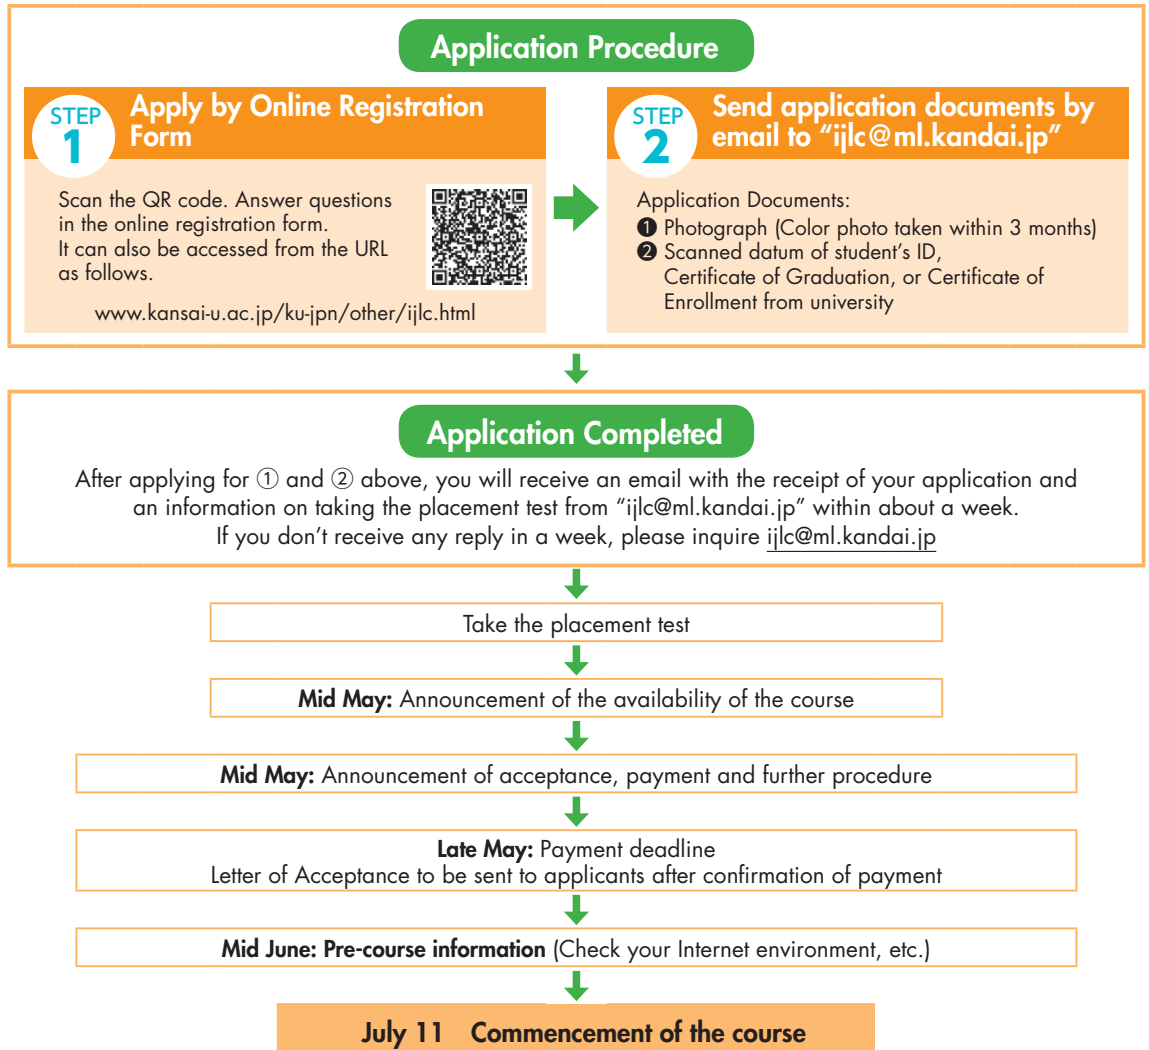 Application Procedure
STEP
1
Apply by Online Registration
Form
Scan the QR code. Answer questions
in the online registration form.
It can also be accessed from the URL
as follows.
www.kansai-u.ac.jp/ku-jpn/other/ijlc.html
STEP
2
Send application documents by
email to “ijlc@ml.kandai.jp”
Application Documents:
❶ Photograph (Color photo taken within 3 months)
❷ Scanned datum of student’s ID,
Certificate of Graduation, or Certificate of
Enrollment from university
Application Completed
After applying for ① and ② above, you will receive an email with the receipt of your application and
an information on taking the placement test from “ijlc@ml.kandai.jp” within about a week.
If you don’t receive any reply in a week, please inquire ijlc@ml.kandai.jp
Take the placement test
Mid May: Announcement of the availability of the course
Mid May: Announcement of acceptance, payment and further procedure
Late May: Payment deadline
Letter of Acceptance to be sent to applicants after confirmation of payment
Mid June: Pre-course information (Check your Internet environment, etc.)
July 11 Commencement of the course